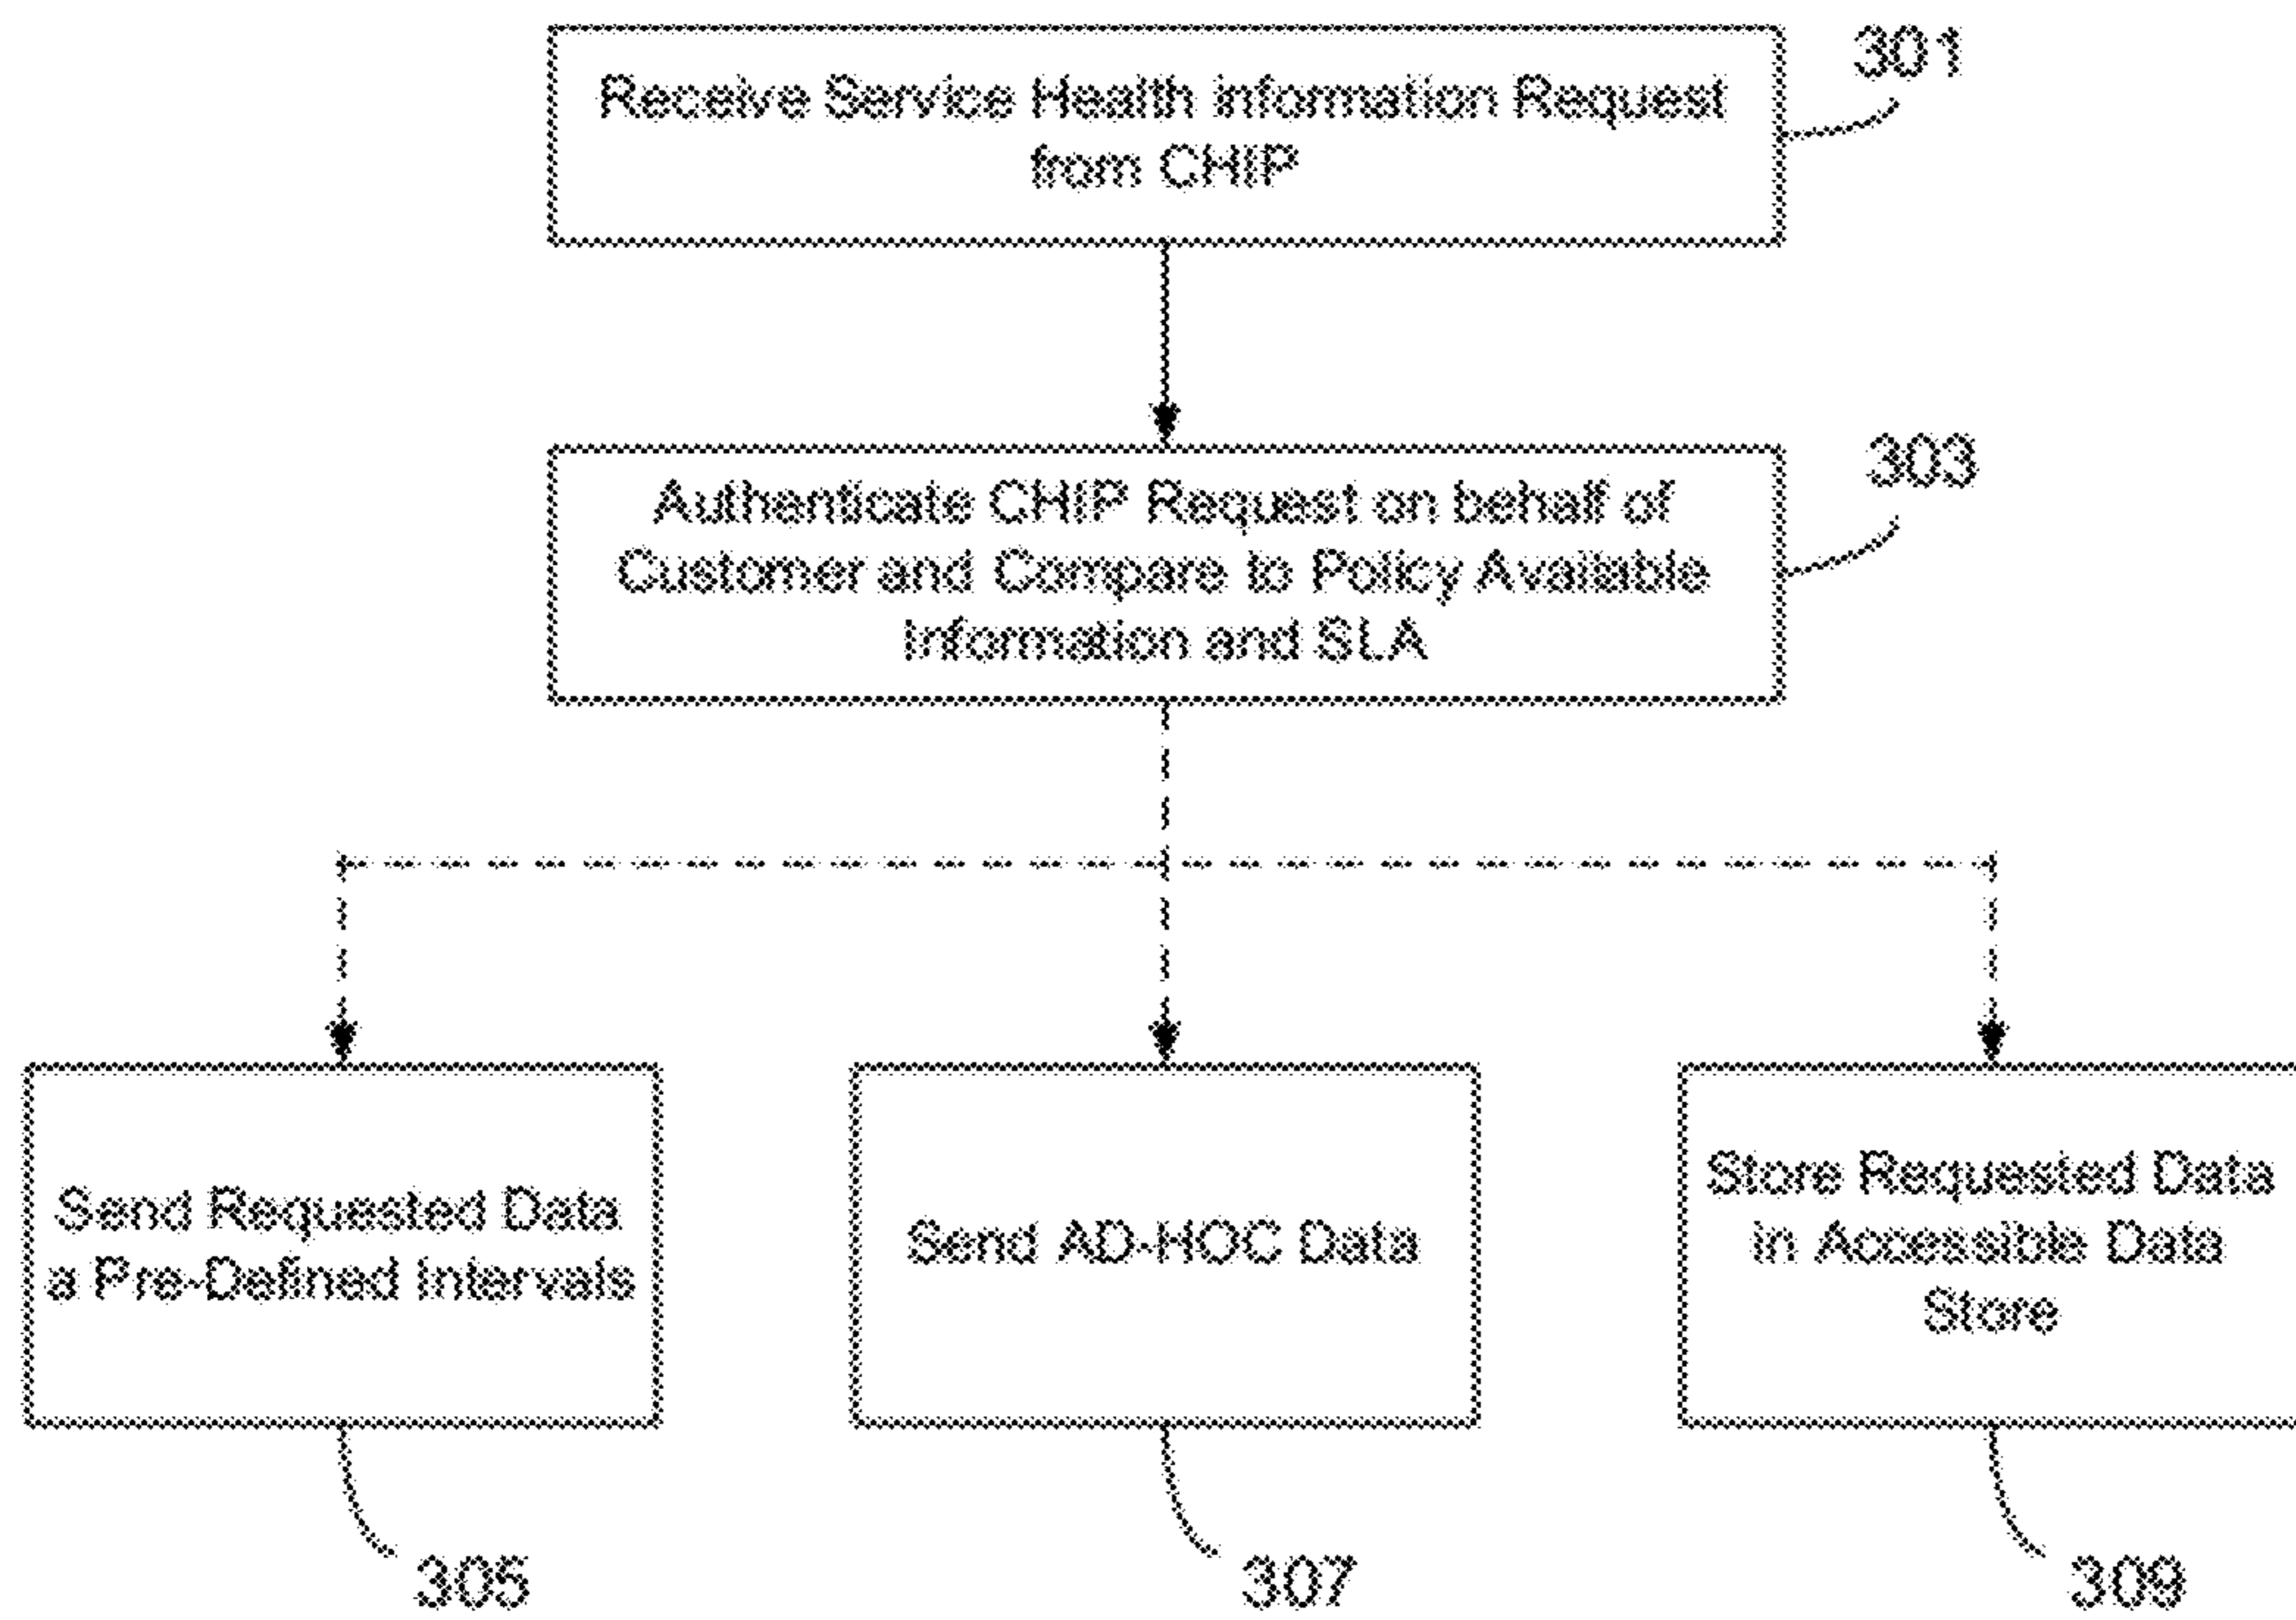 Receive Service Health information Request
from CHIP
301
Authenticate CHIP Request on behalf of
Customer and Compare to Policy Available
Information and SLA
303
Send Requested Data
a Pre-Defined Intervals
305
Send AD-HOC Data
307
Store Requested Data
in Accessible Data
Store
309